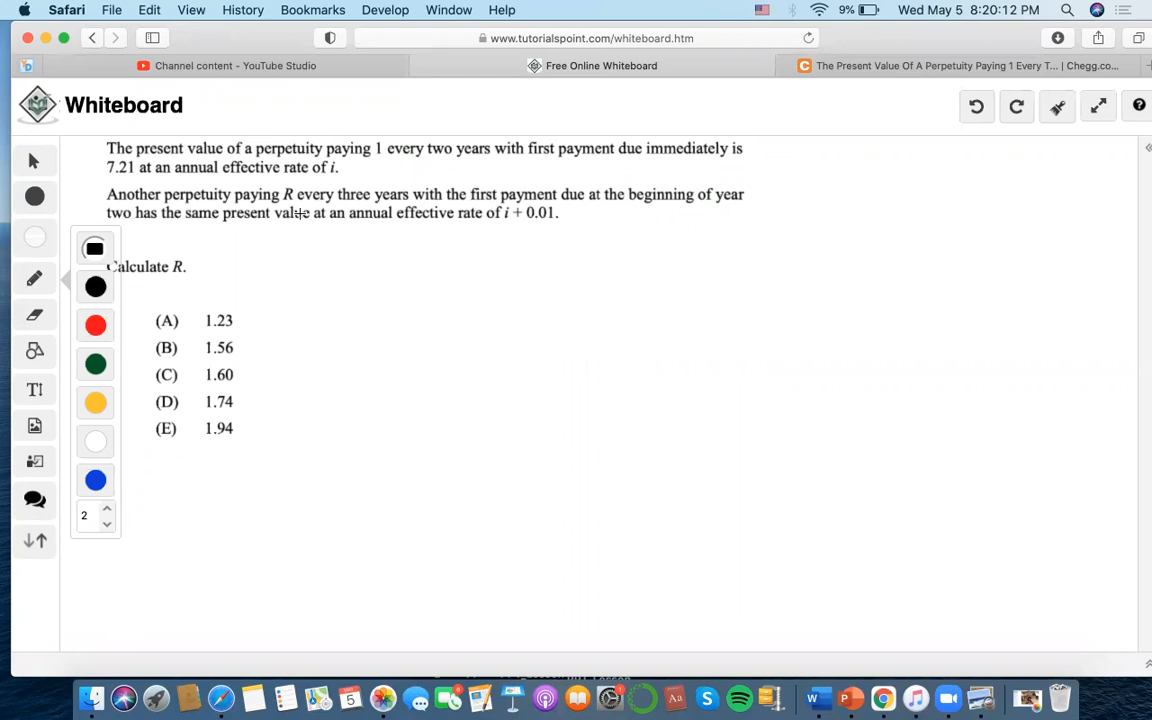 Safari File Edit View History Bookmarks Develop Window Help 9% Wed May 5 8:20:12 PM
www.tutorialspoint.com/whiteboard.htm
YD Channel content - YouTube Studio Free Online Whiteboard C The Present Value Of A Perpetuity Paying 1 Every T... | Chegg.co...
Whiteboard
The present value of a perpetuity paying 1 every two years with first payment due immediately is
7.21 at an annual effective rate of i.
Another perpetuity paying R every three years with the first payment due at the beginning of year
two has the same present value at an annual effective rate of i + 0.01.
Calculate R.
(A) 1.23
(B) 1.56
(C) 1.60
(D) 1.74
(E) 1.94
TI
2
MAY
5
Aa